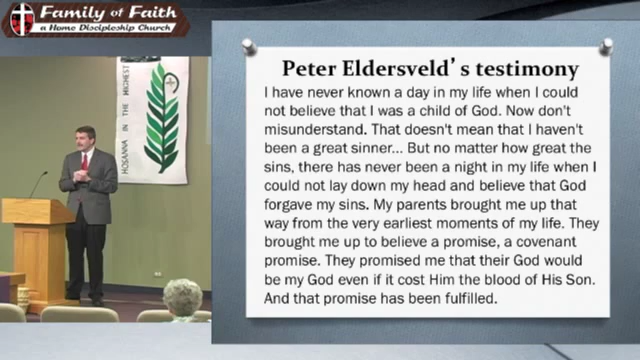 Family of Faith
a Home Discipleship Church
HOSANNA IN THE HIGHEST
Peter Eldersveld's testimony
I have never known a day in my life when I could
not believe that I was a child of God. Now don't
misunderstand. That doesn't mean that I haven't
been a great sinner... But no matter how great the
sins, there has never been a night in my life when I
could not lay down my head and believe that God
forgave my sins. My parents brought me up that
way from the very earliest moments of my life. They
brought me up to believe a promise, a covenant
promise. They promised me that their God would
be my God even if it cost Him the blood of His Son.
And that promise has been fulfilled.